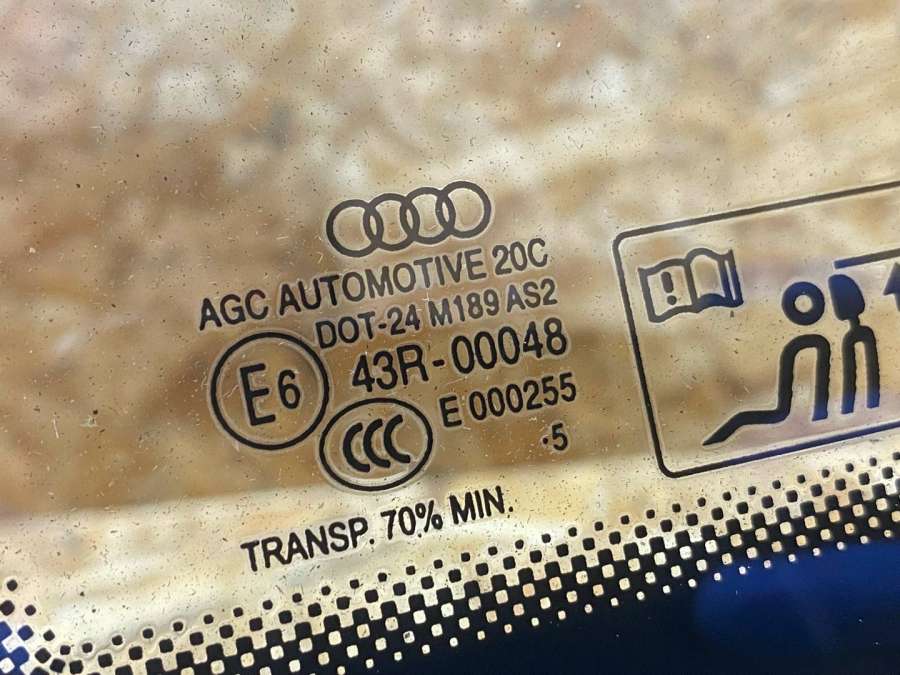 AGC AUTOMOTIVE 20C
DOT-24 M189 AS2
E6 43R-00048
CCC E 000255
.5
TRANSP. 70% MIN.